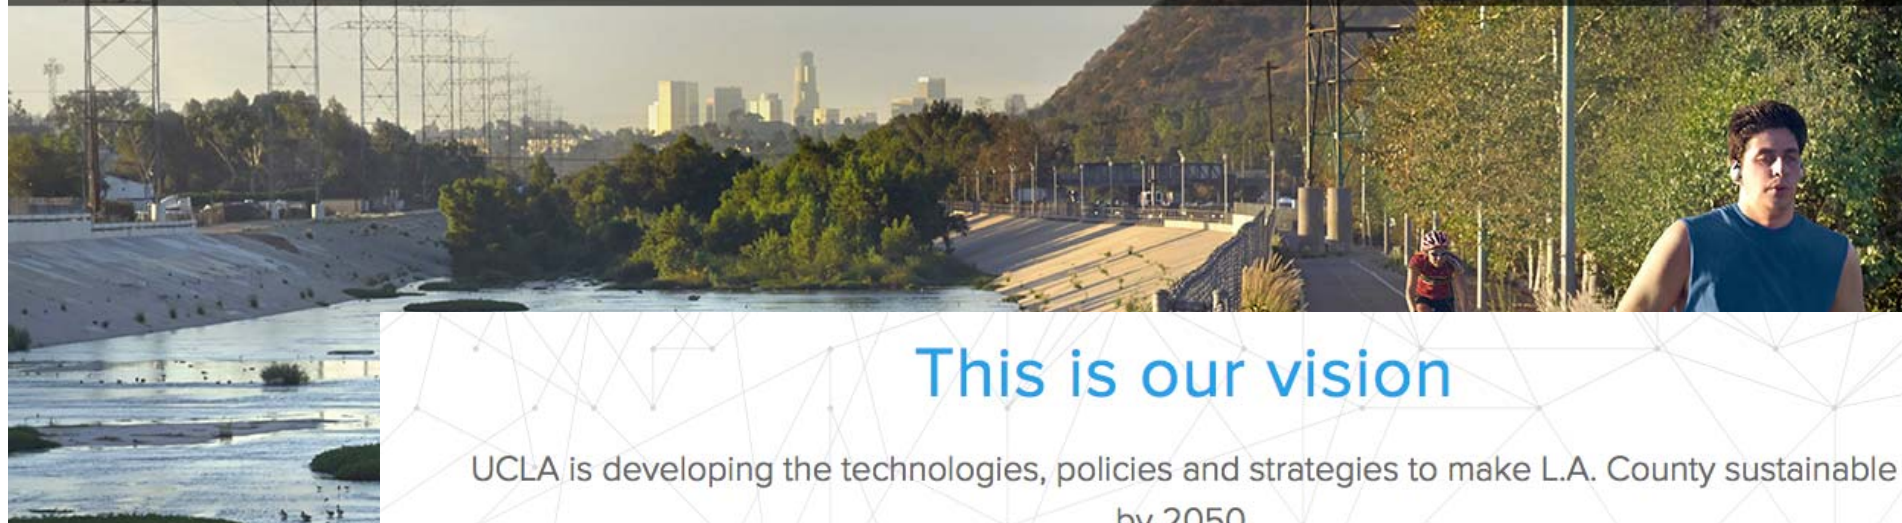 This is our vision
UCLA is developing the technologies, policies and strategies to make L.A. County sustainable
by 2050